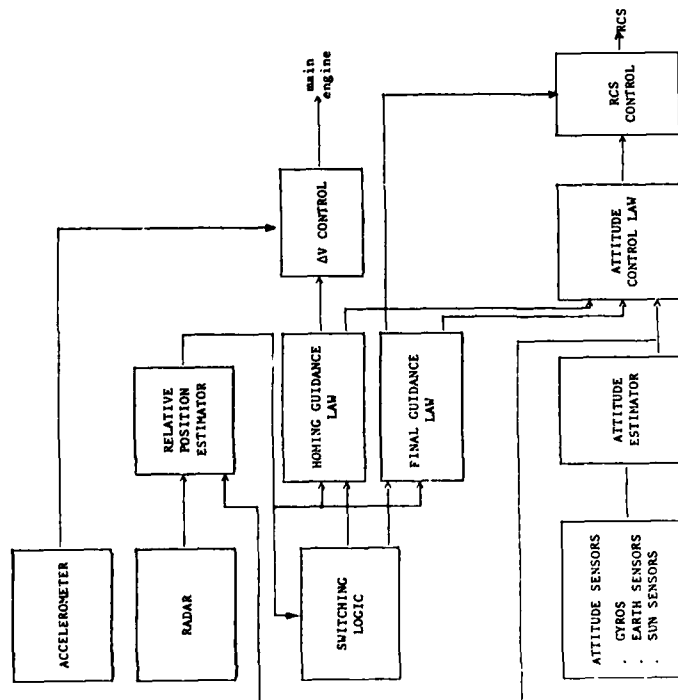 ACCELEROMETER
RADAR
RELATIVE
POSITION
ESTIMATOR
ΔV CONTROL
main
engine
SWITCHING
LOGIC
HOMING GUIDANCE
LAW
FINAL GUIDANCE
LAW
ATTITUDE SENSORS
. GYROS
. EARTH SENSORS
. SUN SENSORS
ATTITUDE
ESTIMATOR
ATTITUDE
CONTROL LAW
RCS
CONTROL
RCS